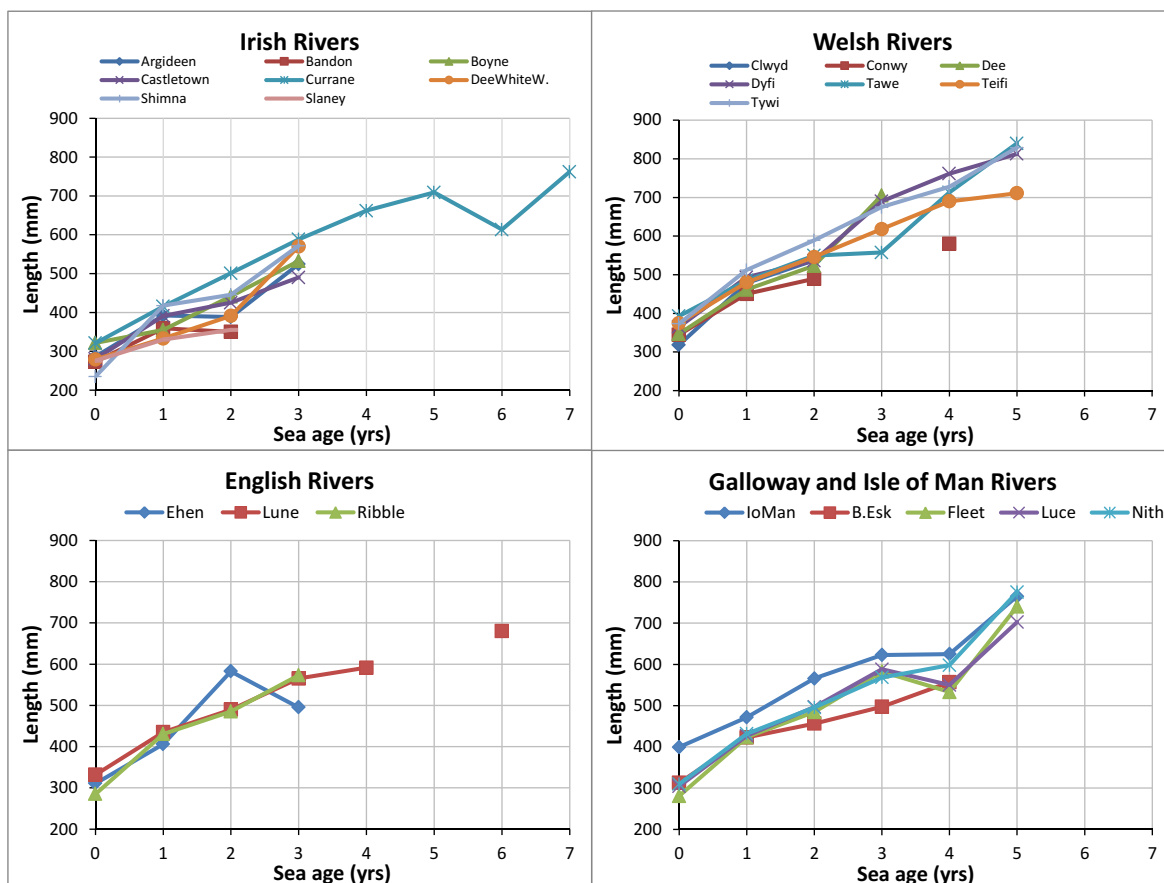 Irish Rivers
Argideen Bandon Boyne
Castletown Currane DeeWhiteW.
Shimna Slaney
900
800
700
600
500
400
300
200
Length (mm)
0 1 2 3 4 5 6 7
Sea age (yrs)
Welsh Rivers
Clwyd Conwy Dee
Dyfi Tawe Teifi
Tywi
900
800
700
600
500
400
300
200
Length (mm)
0 1 2 3 4 5 6 7
Sea age (yrs)
English Rivers
Ehen Lune Ribble
900
800
700
600
500
400
300
200
Length (mm)
0 1 2 3 4 5 6 7
Sea age (yrs)
Galloway and Isle of Man Rivers
IoMan B.Esk Fleet Luce Nith
900
800
700
600
500
400
300
200
Length (mm)
0 1 2 3 4 5 6 7
Sea age (yrs)